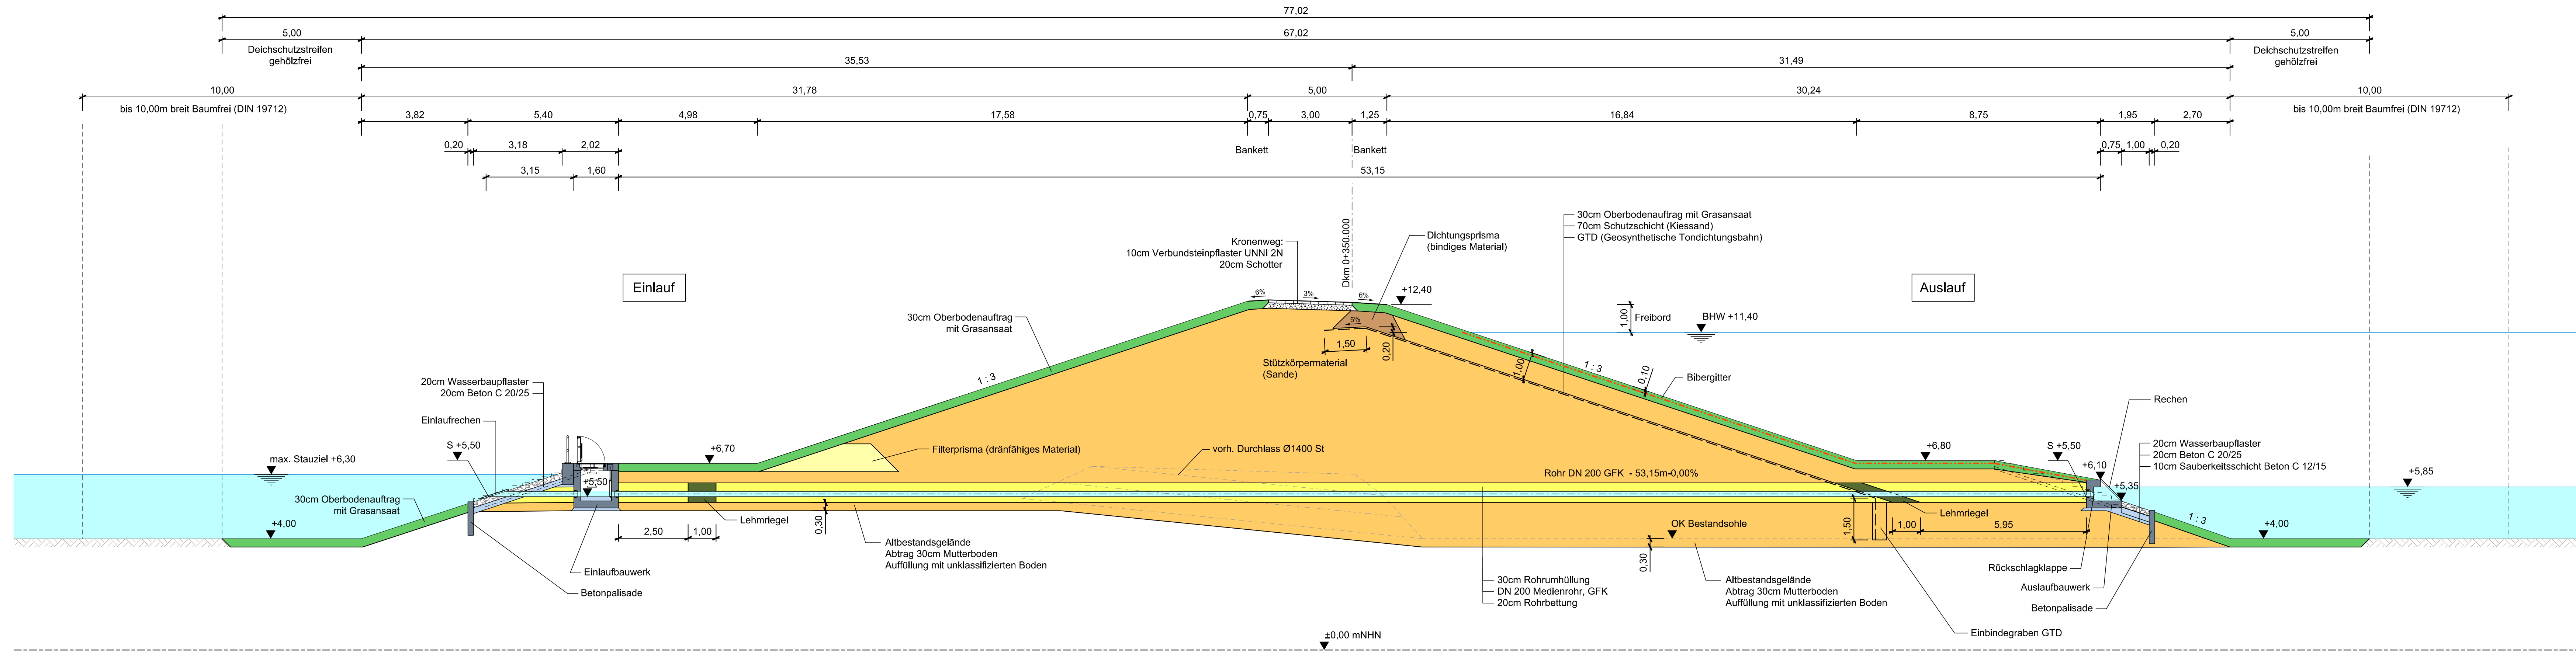 77,02
5,00
67,02
5,00
Deichschutzstreifen
gehölzfrei
Deichschutzstreifen
gehölzfrei
35,53
31,49
10,00
31,78
5,00
30,24
10,00
bis 10,00m breit Baumfrei (DIN 19712)
bis 10,00m breit Baumfrei (DIN 19712)
3,82
5,40
4,98
17,58
0,75
3,00
1,25
16,84
8,75
1,95
2,70
0,20
3,18
2,02
Bankett
Bankett
0,75
1,00
0,20
3,15
1,60
53,15
Dkm 0+350.000
Kronenweg:
10cm Verbundsteinpflaster UNNI 2N
20cm Schotter
Dichtungsprisma
(bindiges Material)
30cm Oberbodenauftrag mit Grasansaat
70cm Schutzschicht (Kiessand)
GTD (Geosynthetische Tondichtungsbahn)
Einlauf
Auslauf
6%
3%
6%
+12,40
5%
1,00
Freibord
BHW +11,40
30cm Oberbodenauftrag
mit Grasansaat
1,50
0,20
Stützkörpermaterial
(Sande)
1 : 3
1,00
1 : 3
0,10
Bibergitter
20cm Wasserbaupflaster
20cm Beton C 20/25
Einlaufrechen
S +5,50
max. Stauziel +6,30
+6,70
Filterprisma (dränfähiges Material)
vorh. Durchlass Ø1400 St
Rohr DN 200 GFK - 53,15m-0,00%
+6,80
S +5,50
+6,10
Rechen
20cm Wasserbaupflaster
20cm Beton C 20/25
10cm Sauberkeitsschicht Beton C 12/15
+5,85
+5,50
+5,35
30cm Oberbodenauftrag
mit Grasansaat
+4,00
2,50
1,00
Lehmriegel
0,30
OK Bestandsohle
1,50
1,00
5,95
Lehmriegel
1 : 3
+4,00
Altbestandsgelände
Abtrag 30cm Mutterboden
Auffüllung mit unklassifizierten Boden
0,30
Einlaufbauwerk
Betonpalisade
30cm Rohrumhüllung
DN 200 Medienrohr, GFK
20cm Rohrbettung
Altbestandsgelände
Abtrag 30cm Mutterboden
Auffüllung mit unklassifizierten Boden
Rückschlagklappe
Auslaufbauwerk
Betonpalisade
Einbindegraben GTD
±0,00 mNHN